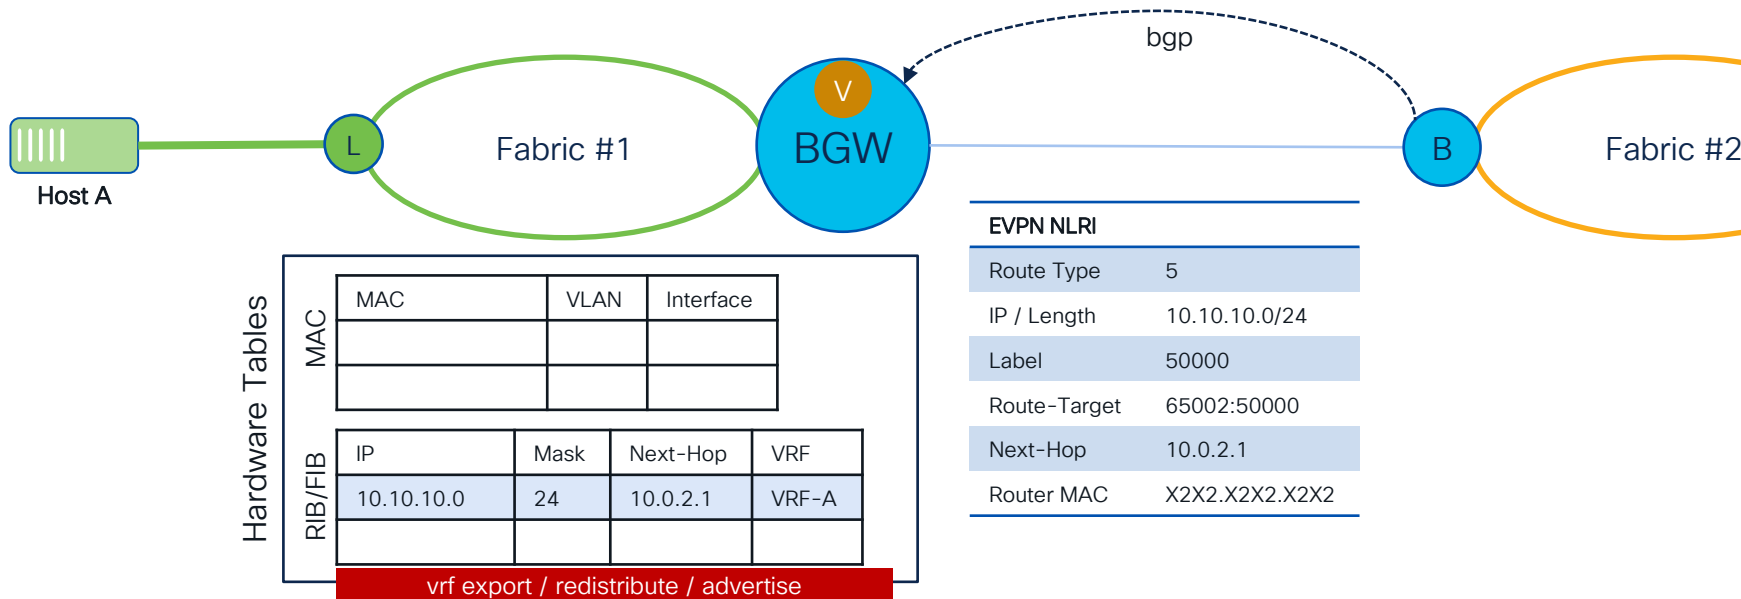 bgp
V
L
Fabric #1
BGW
B
Fabric #2
Host A
EVPN NLRI
Route Type 5
IP / Length 10.10.10.0/24
Label 50000
Route-Target 65002:50000
Next-Hop 10.0.2.1
Router MAC X2X2.X2X2.X2X2
Hardware Tables
MAC
MAC VLAN Interface
RIB/FIB
IP Mask Next-Hop VRF
10.10.10.0 24 10.0.2.1 VRF-A
vrf export / redistribute / advertise